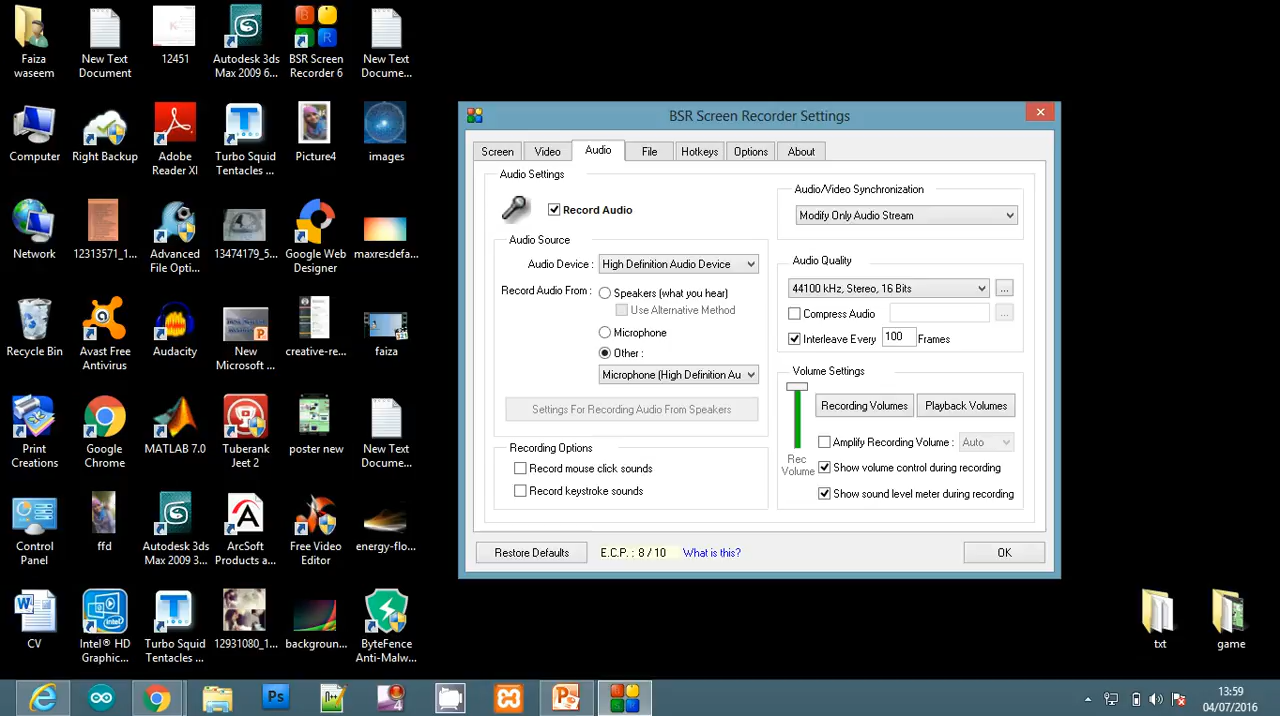 Faiza
waseem
New Text
Document
12451
Autodesk 3ds
Max 2009 6...
BSR Screen
Recorder 6
New Text
Docume...
Computer
Right Backup
Adobe
Reader XI
Turbo Squid
Tentacles ...
Picture4
images
Network
12313571_1...
Advanced
File Opti...
13474179_5...
Google Web
Designer
maxresdefa...
Recycle Bin
Avast Free
Antivirus
Audacity
New
Microsoft ...
creative-re...
faiza
Print
Creations
Google
Chrome
MATLAB 7.0
Tuberank
Jeet 2
poster new
New Text
Docume...
Control
Panel
ffd
Autodesk 3ds
Max 2009 3...
ArcSoft
Products a...
Free Video
Editor
energy-flo...
CV
Intel® HD
Graphic...
Turbo Squid
Tentacles ...
12931080_1...
backgroun...
ByteFence
Anti-Malw...
BSR Screen Recorder Settings
Screen
Video
Audio
File
Hotkeys
Options
About
Audio Settings
Record Audio
Audio Source
Audio Device :
High Definition Audio Device
Record Audio From :
Speakers (what you hear)
Use Alternative Method
Microphone
Other :
Microphone (High Definition Au
Settings For Recording Audio From Speakers
Recording Options
Record mouse click sounds
Record keystroke sounds
Audio/Video Synchronization
Modify Only Audio Stream
Audio Quality
44100 kHz, Stereo, 16 Bits
...
Compress Audio
...
Interleave Every
100
Frames
Volume Settings
Recording Volumes
Playback Volumes
Amplify Recording Volume :
Auto
Rec
Volume
Show volume control during recording
recording
Restore Defaults
E.C.P. : 8 / 10
What is this?
OK
txt
game
13:59
04/07/2016